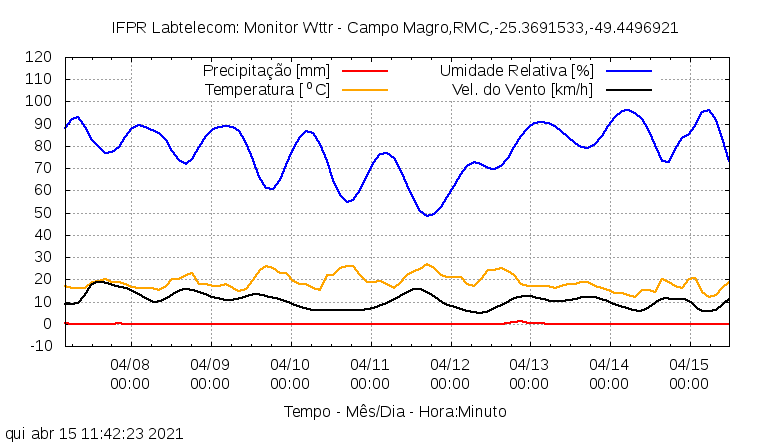 IFPR Labtelecom: Monitor Wttr - Campo Magro,RMC,-25.3691533,-49.4496921
120
110
100
90
80
70
60
50
40
30
20
10
0
-10
Precipitação [mm]
Temperatura [⁰C]
Umidade Relativa [%]
Vel. do Vento [km/h]
04/08 04/09 04/10 04/11 04/12 04/13 04/14 04/15
00:00 00:00 00:00 00:00 00:00 00:00 00:00 00:00
Tempo - Mês/Dia - Hora:Minuto
qui abr 15 11:42:23 2021